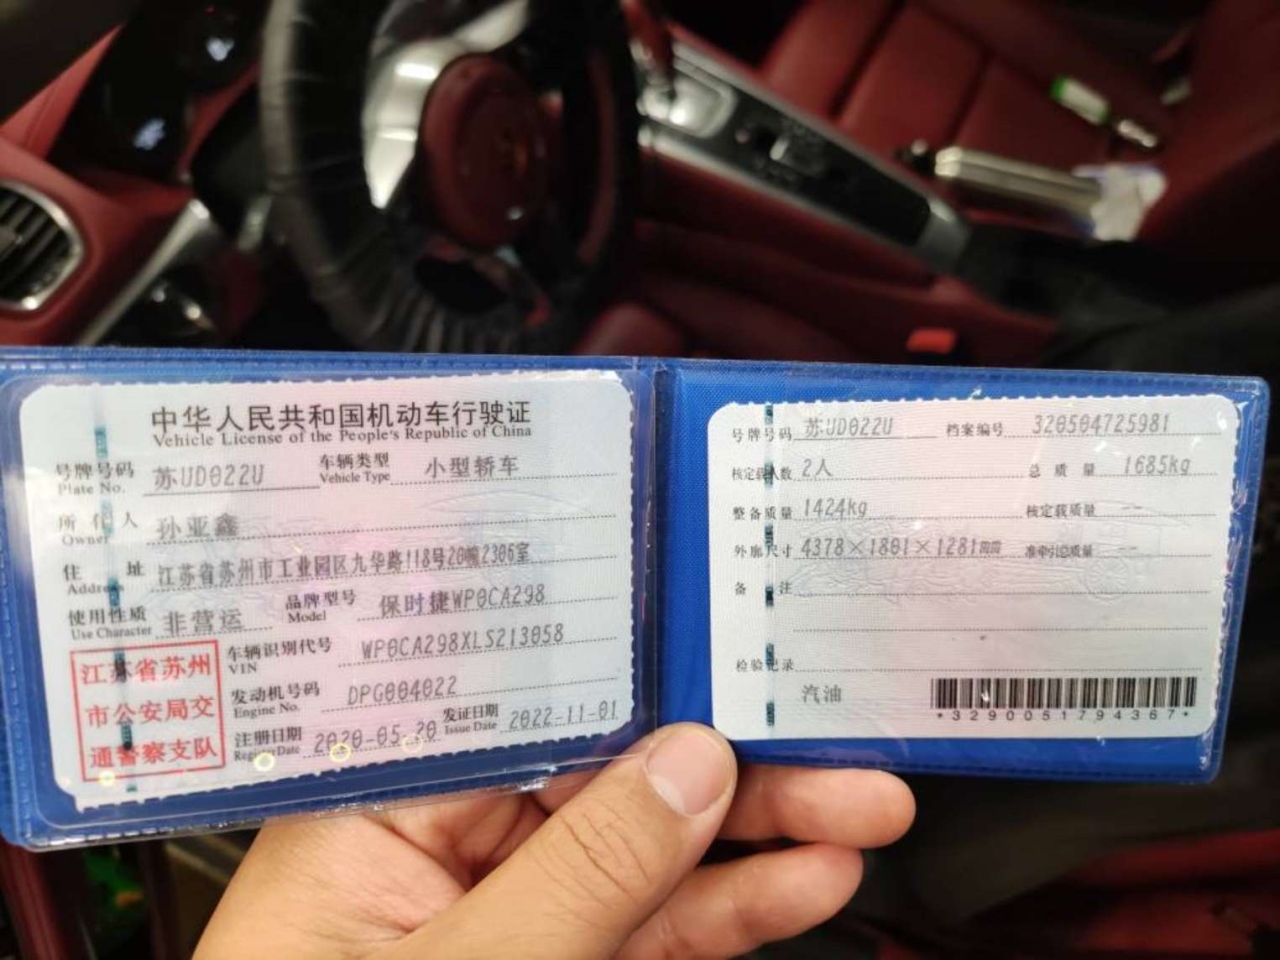 中华人民共和国机动车行驶证
Vehicle License of the People's Republic of China
号牌号码 苏UD022U 车辆类型 小型轿车
Plate No. Vehicle Type
所有人 孙亚鑫
Owner
住址 江苏省苏州市工业园区九华路118号20幢2306室
Address
使用性质 非营运 品牌型号 保时捷WP0CA298
Use Character Model
江苏省苏州
市公安局交
通警察支队
车辆识别代号 WP0CA298XLS213058
VIN
发动机号码 DPG004022
Engine No.
注册日期 2020-05-20 发证日期 2022-11-01
Register Date Issue Date
号牌号码 苏UD022U 档案编号 320504725981
核定载人数 2人 总质量 1685kg
整备质量 1424kg 核定载质量 --
外廓尺寸 4378×1801×1281mm 准牵引总质量 --
备注
检验记录
汽油
*3290051794367*